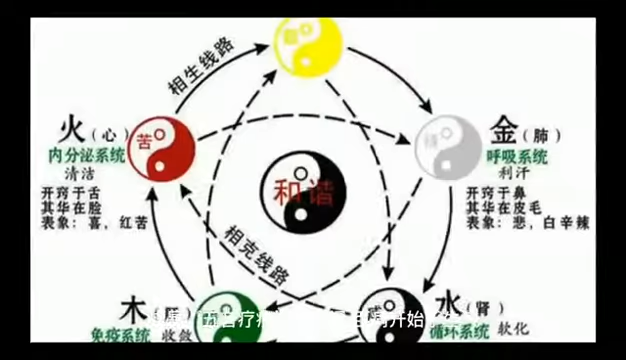 相生线路
火（心）
苦
内分泌系统
清洁
开窍于舌
其华在脸
表象：喜，红苦
金（肺）
呼吸系统
利汗
开窍于鼻
其华在皮毛
表象：悲，白辛辣
和谐
相克线路
木
免疫系统 收敛
水（肾）
循环系统 软化